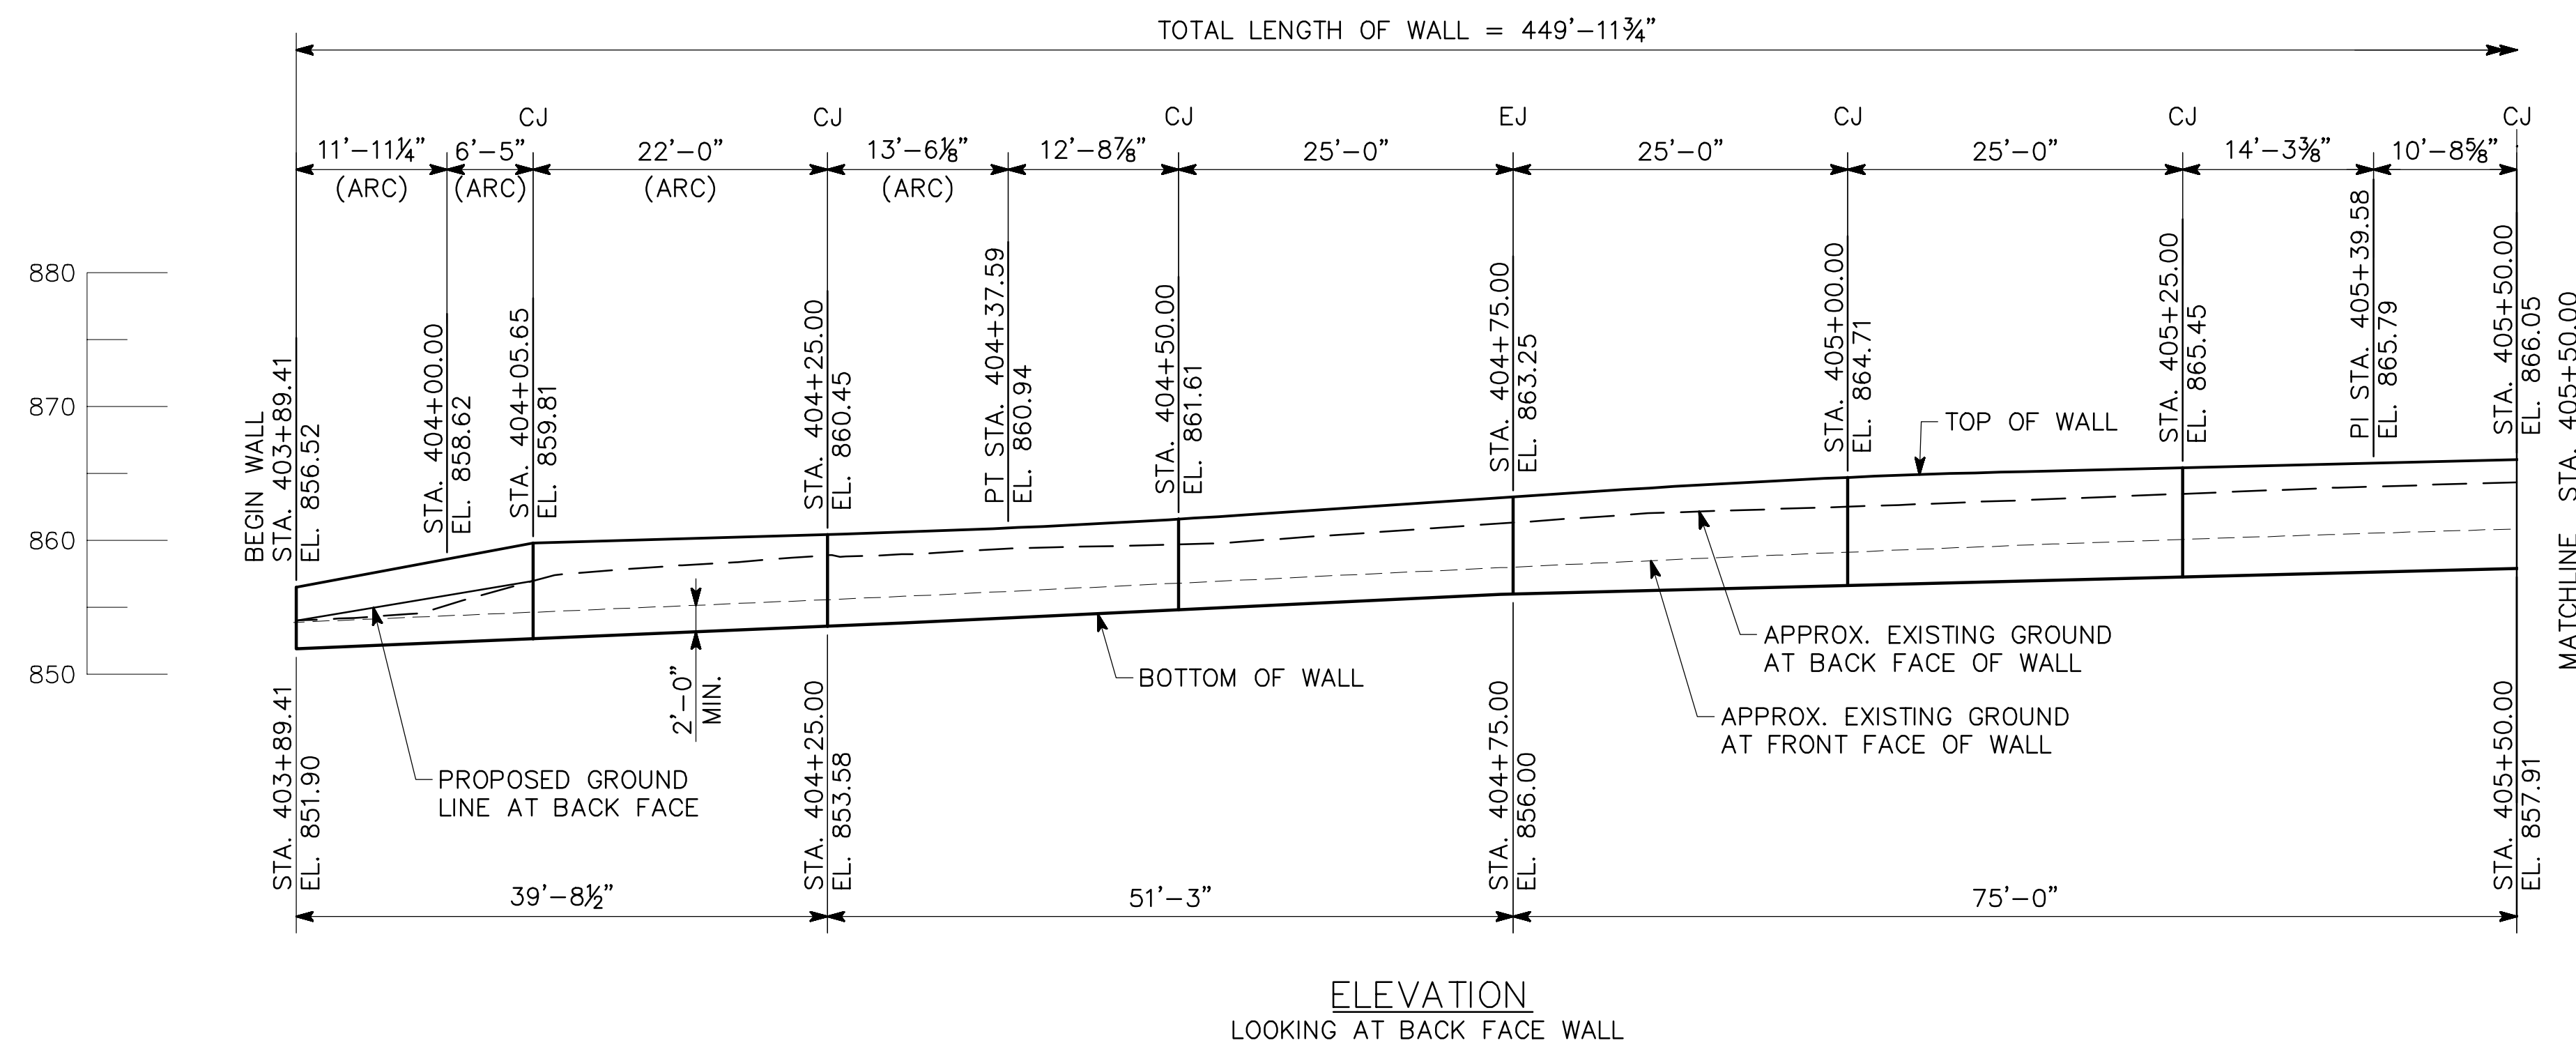 TOTAL LENGTH OF WALL = 449'-11¾"
CJ
CJ
CJ
EJ
CJ
CJ
CJ
11'-11¼"
6'-5"
22'-0"
13'-6⅛"
12'-8⅞"
25'-0"
25'-0"
25'-0"
14'-3⅜"
10'-8⅝"
(ARC)
(ARC)
(ARC)
(ARC)
880
870
860
850
BEGIN WALL
STA. 403+89.41
EL. 856.52
STA. 404+00.00
EL. 858.62
STA. 404+05.65
EL. 859.81
STA. 404+25.00
EL. 860.45
PT STA. 404+37.59
EL. 860.94
STA. 404+50.00
EL. 861.61
STA. 404+75.00
EL. 863.25
STA. 405+00.00
EL. 864.71
STA. 405+25.00
EL. 865.45
PI STA. 405+39.58
EL. 865.79
STA. 405+50.00
EL. 866.05
MATCHLINE STA. 405+50.00
TOP OF WALL
APPROX. EXISTING GROUND
AT BACK FACE OF WALL
BOTTOM OF WALL
APPROX. EXISTING GROUND
AT FRONT FACE OF WALL
2'-0"
MIN.
PROPOSED GROUND
LINE AT BACK FACE
STA. 403+89.41
EL. 851.90
STA. 404+25.00
EL. 853.58
STA. 404+75.00
EL. 856.00
STA. 405+50.00
EL. 857.91
39'-8½"
51'-3"
75'-0"
ELEVATION
LOOKING AT BACK FACE WALL